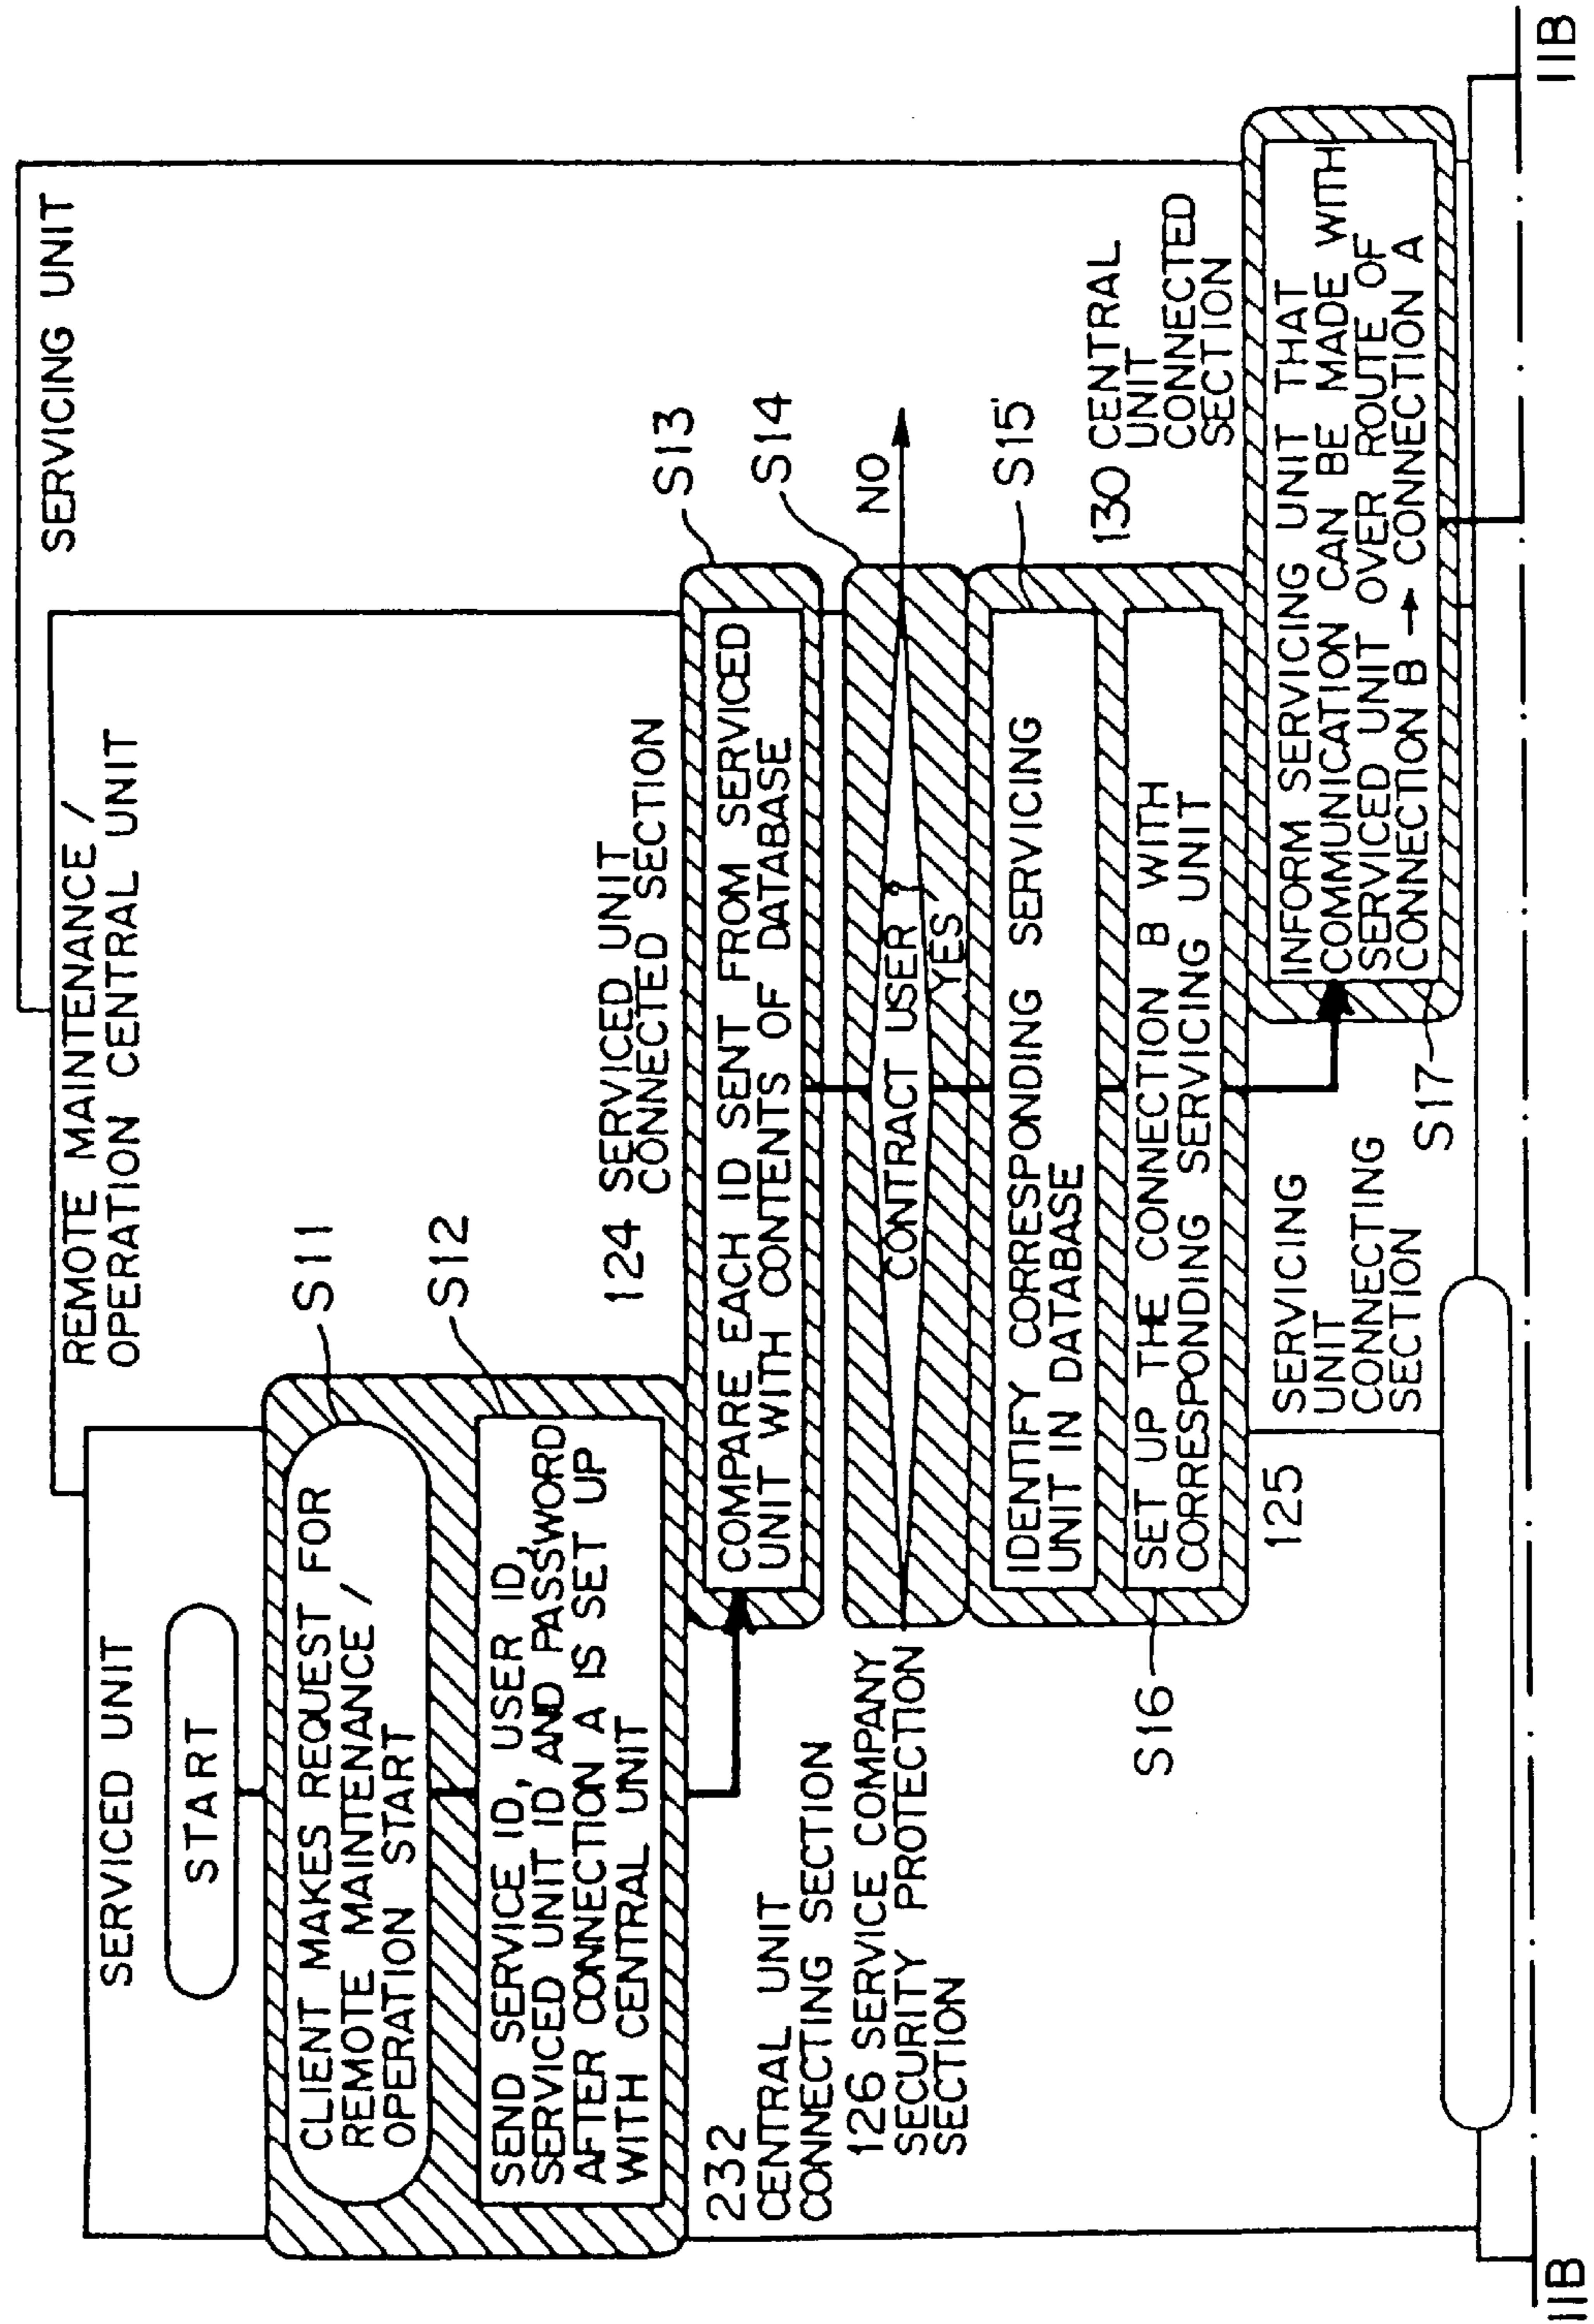 SERVICED UNIT
START
CLIENT MAKES REQUEST FOR
REMOTE MAINTENANCE /
OPERATION START
S11
SEND SERVICE ID, USER ID,
SERVICED UNIT ID AND PASSWORD
AFTER CONNECTION A IS SET UP
WITH CENTRAL UNIT
S12
232
CENTRAL UNIT
CONNECTING SECTION
REMOTE MAINTENANCE /
OPERATION CENTRAL UNIT
124 SERVICED UNIT
CONNECTED SECTION
COMPARE EACH ID SENT FROM SERVICED
UNIT WITH CONTENTS OF DATABASE
S13
126 SERVICE COMPANY
SECURITY PROTECTION
SECTION
CONTRACT USER ?
S14
NO
YES
IDENTIFY CORRESPONDING SERVICING
UNIT IN DATABASE
S15
SET UP THE CONNECTION B WITH
CORRESPONDING SERVICING UNIT
S16
125 SERVICING
UNIT
CONNECTING
SECTION
SERVICING UNIT
130 CENTRAL
UNIT
CONNECTED
SECTION
INFORM SERVICING UNIT THAT
COMMUNICATION CAN BE MADE WITH
SERVICED UNIT OVER ROUTE OF
CONNECTION B → CONNECTION A
S17
11B
11B